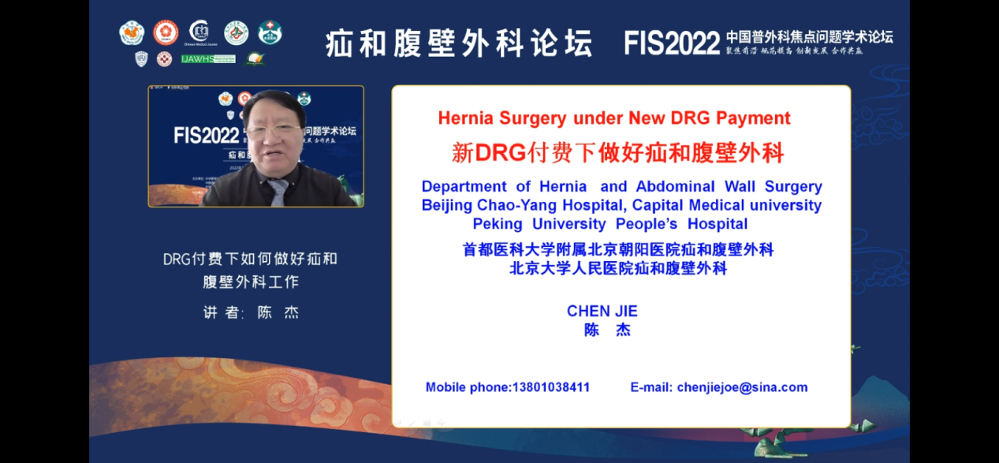 疝和腹壁外科论坛
FIS2022 中国普外科焦点问题学术论坛
聚焦前沿 规范提高 创新发展 合作共赢
Chinese Medical Journal
IJAWHS
FIS2022
问题学术论坛
DRG付费下如何做好疝和
腹壁外科工作
讲 者: 陈 杰
Hernia Surgery under New DRG Payment
新DRG付费下做好疝和腹壁外科
Department of Hernia and Abdominal Wall Surgery
Beijing Chao-Yang Hospital, Capital Medical university
Peking University People’s Hospital
首都医科大学附属北京朝阳医院疝和腹壁外科
北京大学人民医院疝和腹壁外科
CHEN JIE
陈 杰
Mobile phone:13801038411 E-mail: chenjiejoe@sina.com